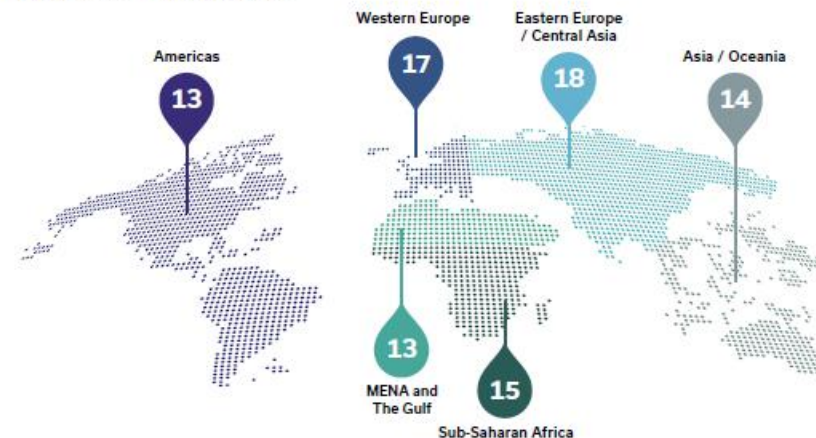 Western Europe
17
Eastern Europe
/ Central Asia
18
Americas
13
Asia / Oceania
14
13
MENA and
The Gulf
15
Sub-Saharan Africa